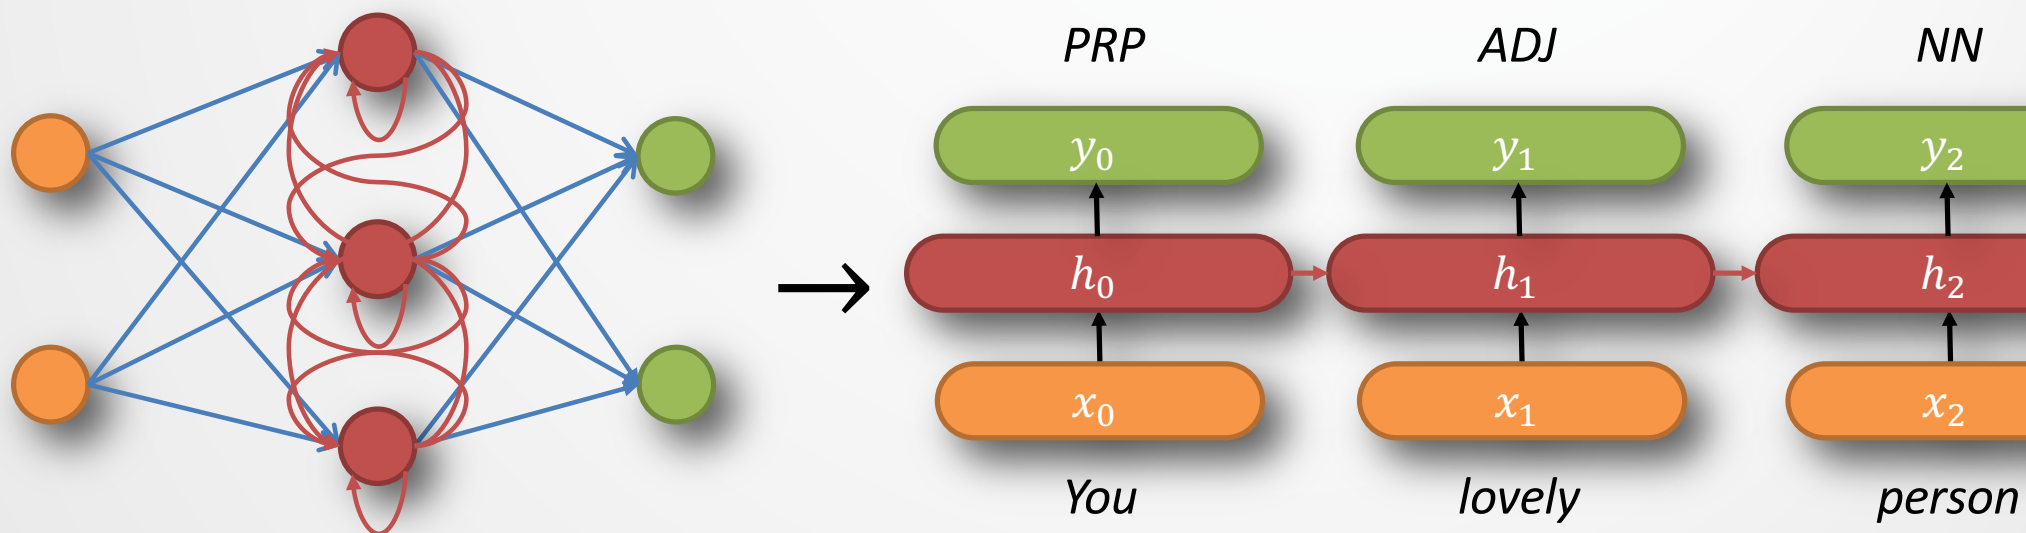 PRP ADJ NN
y₀ y₁ y₂
h₀ h₁ h₂
x₀ x₁ x₂
You lovely person